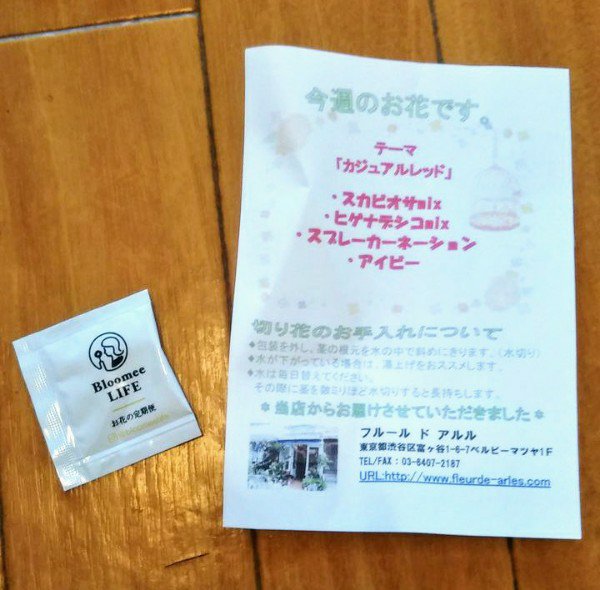 今週のお花です。
テーマ
「カジュアルレッド」
・スカビオサmix
・ヒゲナデシコmix
・スプレーカーネーション
・アイビー
切り花のお手入れについて
◆包装を外し、茎の根元を水の中で斜めにきります。(水切り)
◆水が下がっている場合は、湯上げをおススメします。
◆水は毎日替えてください。
その際に茎を数ミリほど水切りすると長持ちします。
＊ 当店からお届けさせていただきました ＊
フルール ド アルル
東京都渋谷区富ヶ谷1-6-7ベルビーマツヤ1F
TEL/FAX：03-6407-2187
URL:http://www.fleurde-arles.com
Bloomee
LIFE
お花の定期便